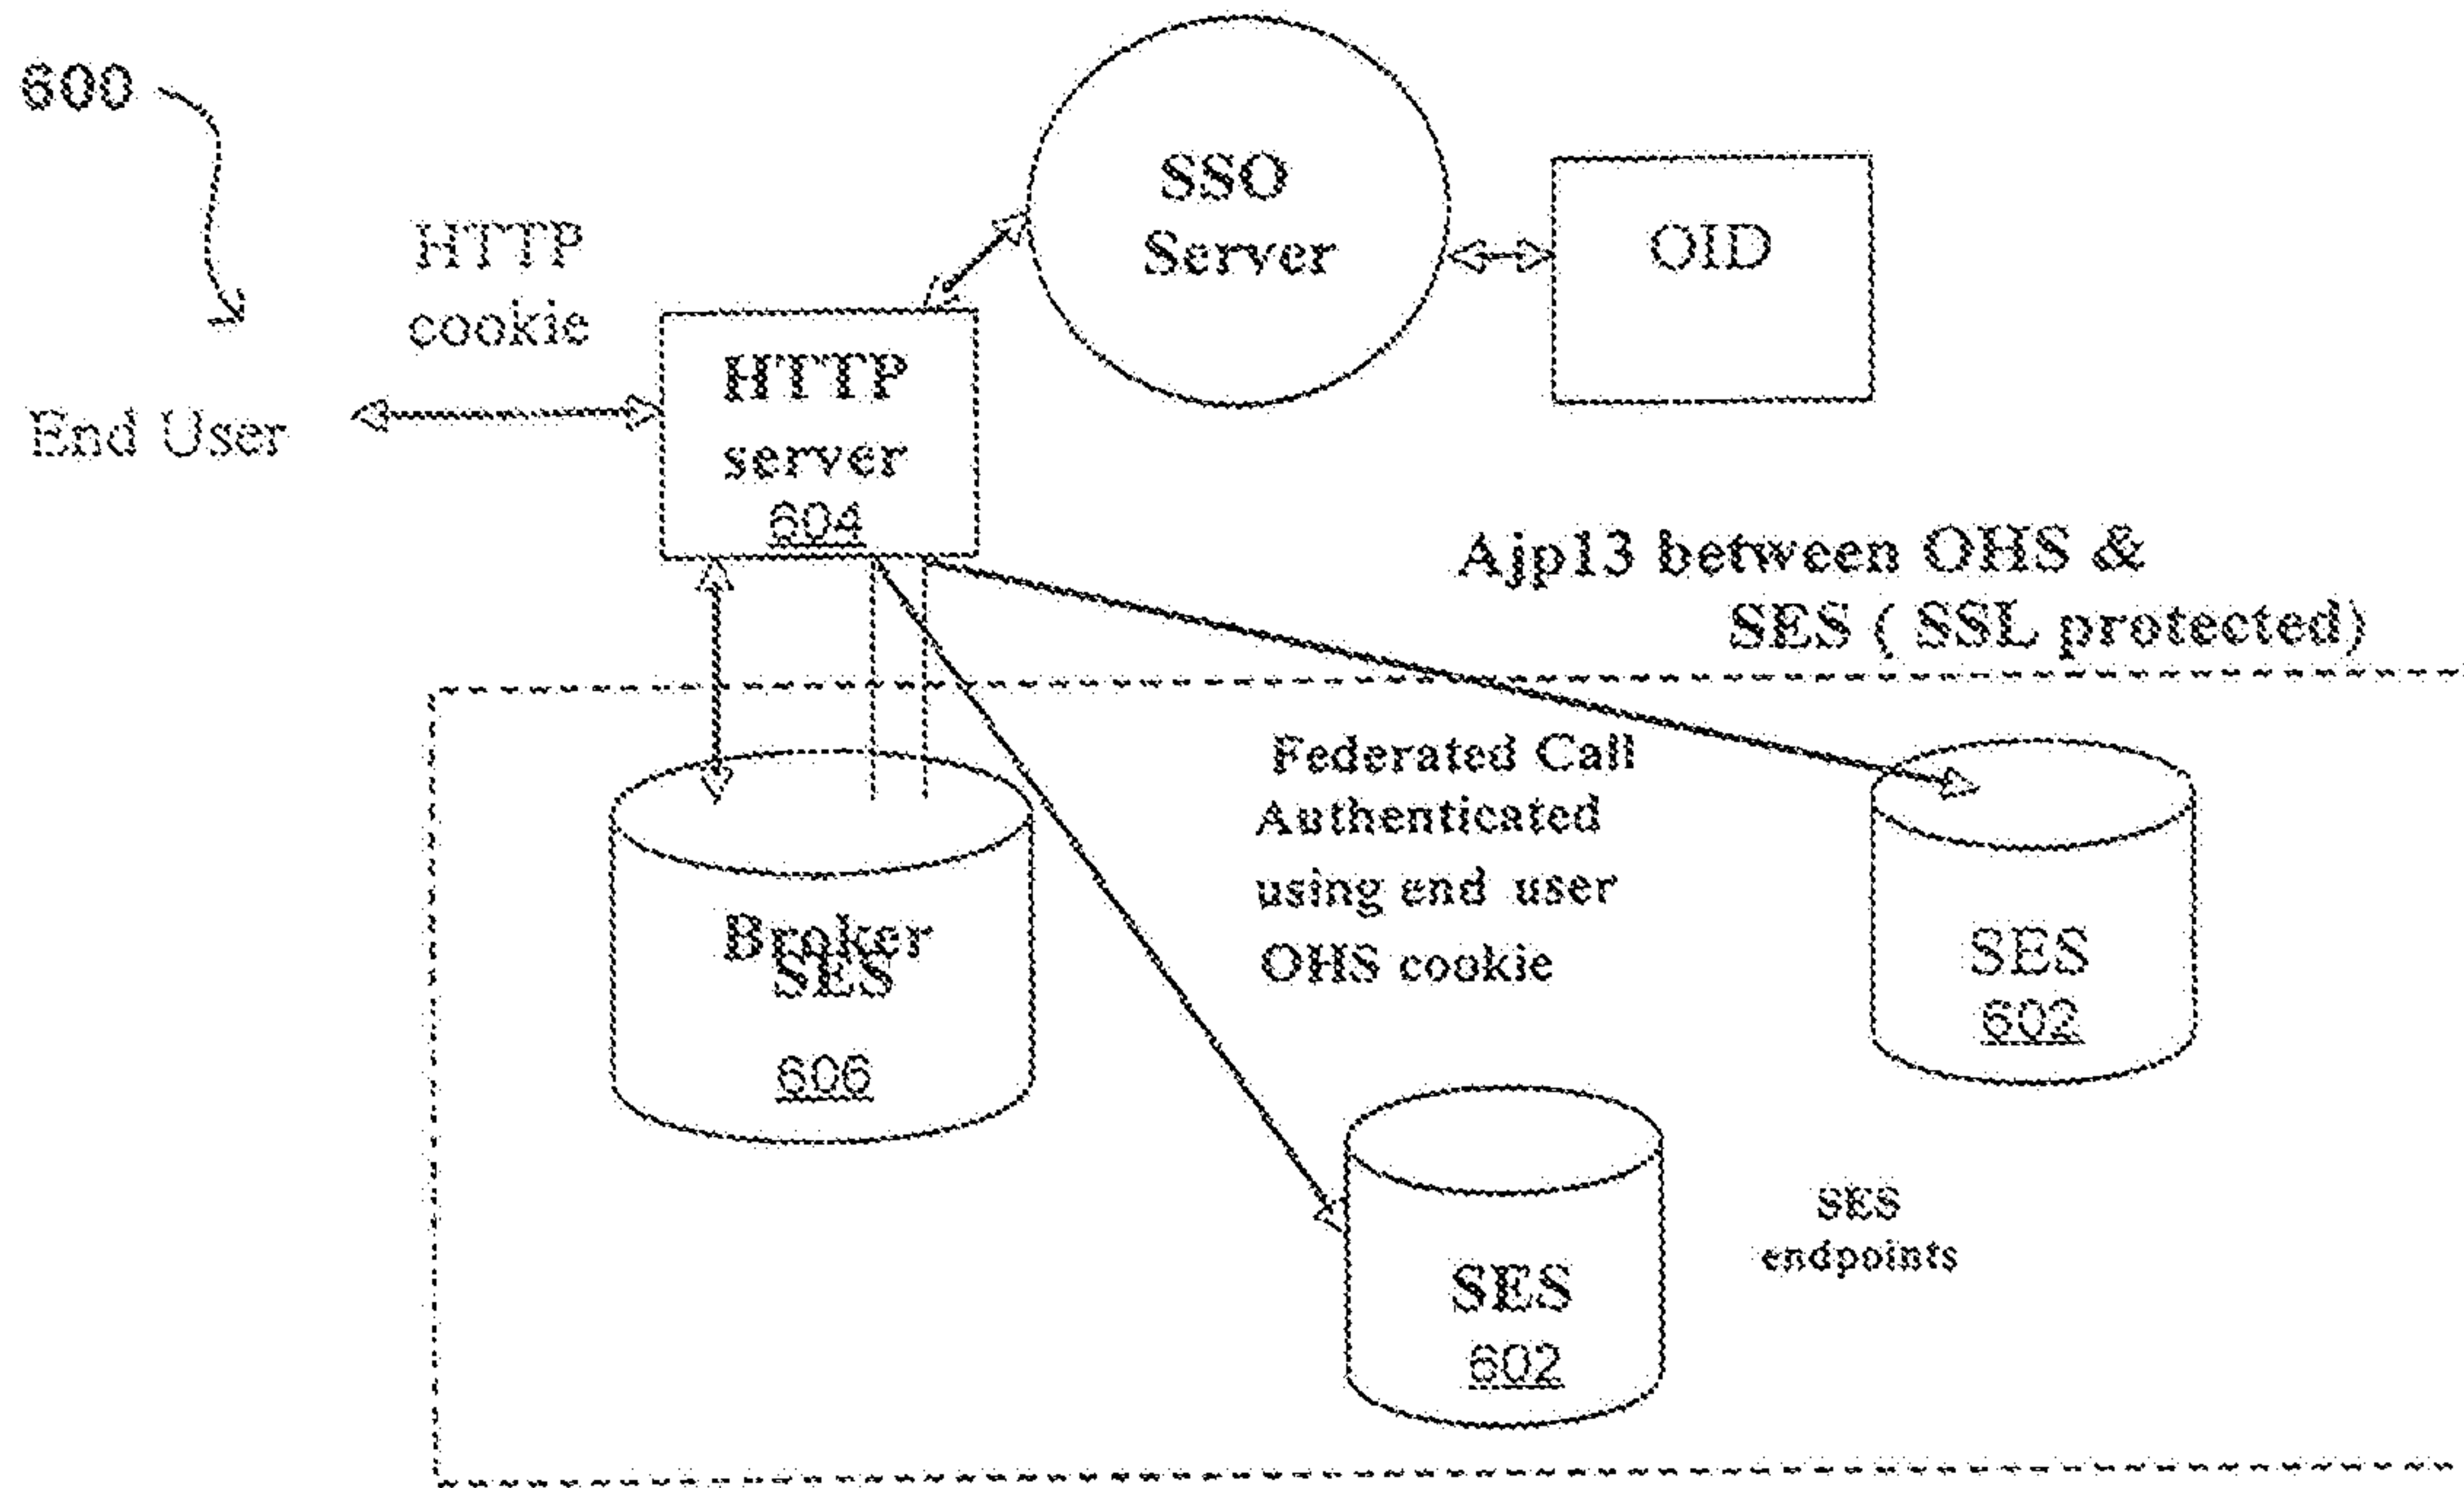 600
HTTP
cookie
End User
HTTP
server
604
SSO
Server
OID
Ajp13 between OHS &
SES ( SSL protected)
Federated Call
Authenticated
using end user
OHS cookie
Broker
SES
606
SES
602
SES
602
SES
endpoints